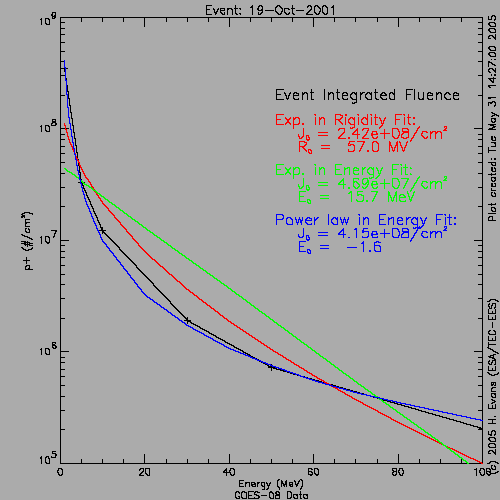 Event: 19-Oct-2001
Event Integrated Fluence
Exp. in Rigidity Fit:
J₀ = 2.42e+08/cm²
R₀ = 57.0 MV
Exp. in Energy Fit:
J₀ = 4.69e+07/cm²
E₀ = 15.7 MeV
Power law in Energy Fit:
J₀ = 4.15e+08/cm²
E₀ = -1.6
10⁹
10⁸
10⁷
10⁶
10⁵
p+ (#/cm²)
0 20 40 60 80 100
Energy (MeV)
GOES-08 Data
Plot created: Tue May 31 14:27:00 2005
(c) 2005 H. Evans (ESA/TEC-EES)